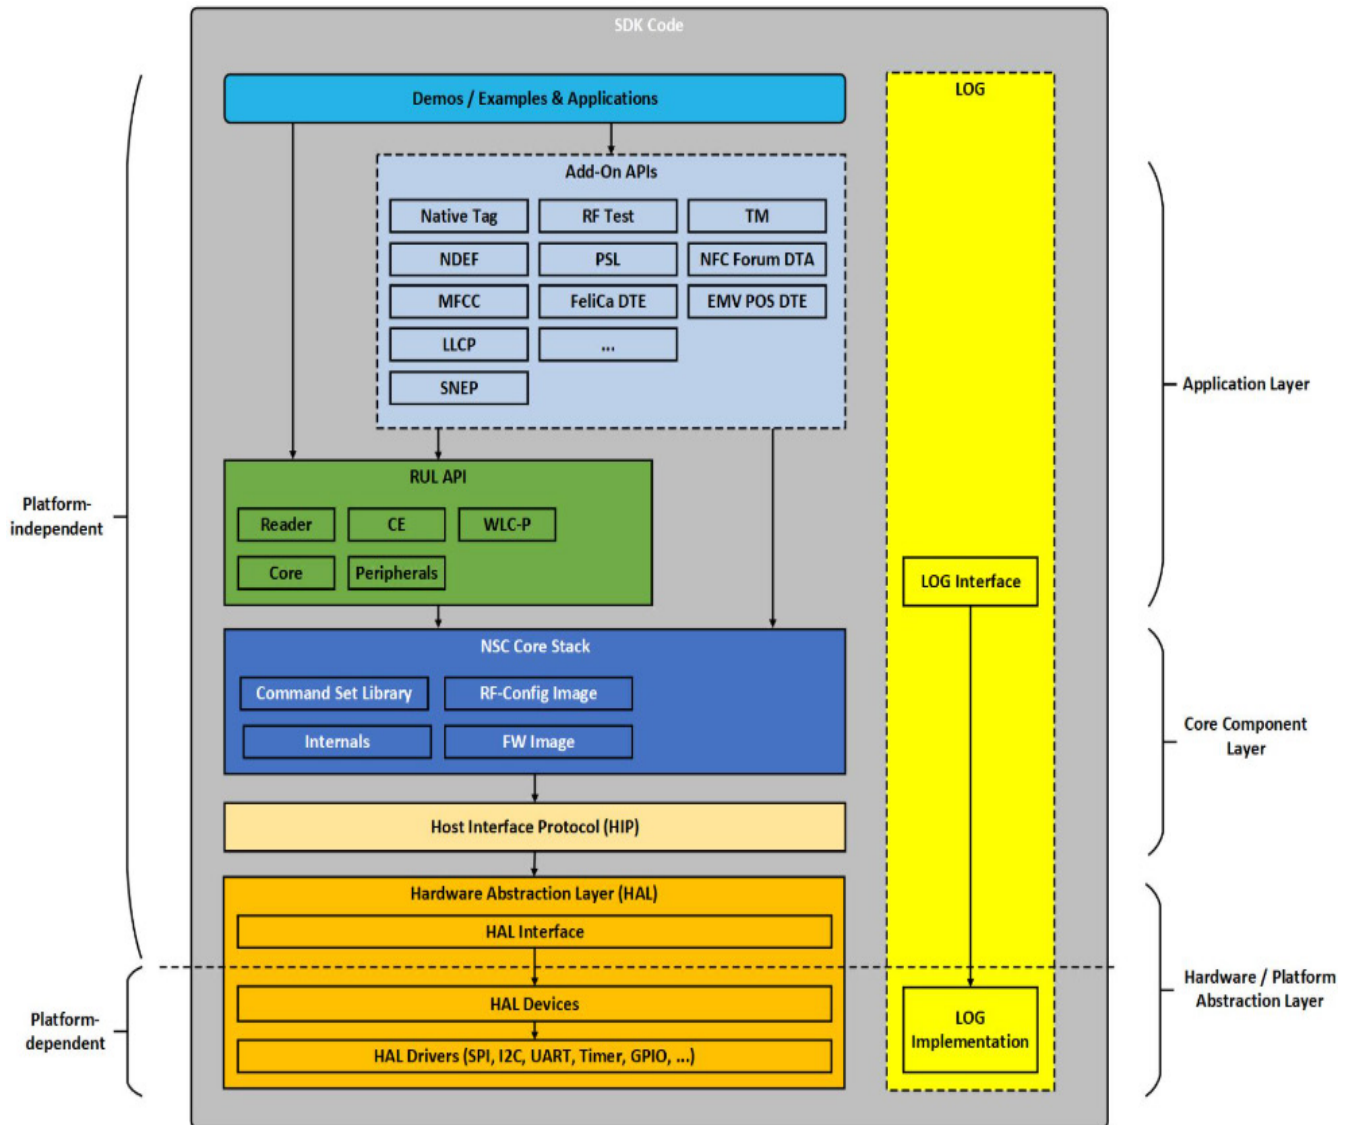 SDK Code
Demos / Examples & Applications
LOG
Add-On APIs
Native Tag
RF Test
TM
NDEF
PSL
NFC Forum DTA
MFCC
FeliCa DTE
EMV POS DTE
LLCP
...
SNEP
Application Layer
RUL API
Reader
CE
WLC-P
Core
Peripherals
Platform-
independent
LOG Interface
NSC Core Stack
Command Set Library
RF-Config Image
Internals
FW Image
Core Component
Layer
Host Interface Protocol (HIP)
Hardware Abstraction Layer (HAL)
HAL Interface
HAL Devices
HAL Drivers (SPI, I2C, UART, Timer, GPIO, ...)
LOG
Implementation
Hardware / Platform
Abstraction Layer
Platform-
dependent